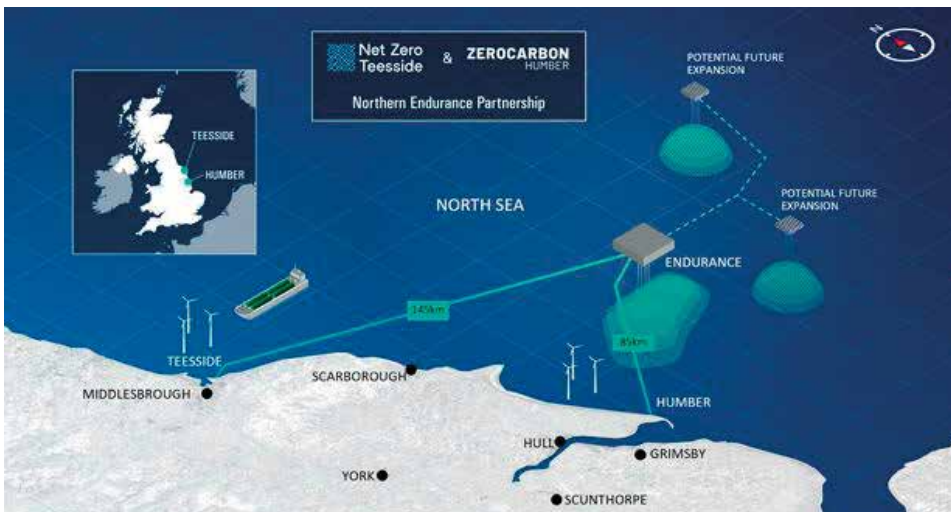 Net Zero
Teesside
&
ZEROCARBON
HUMBER
Northern Endurance Partnership
N
POTENTIAL FUTURE
EXPANSION
TEESSIDE
HUMBER
NORTH SEA
POTENTIAL FUTURE
EXPANSION
ENDURANCE
145km
85km
TEESSIDE
MIDDLESBROUGH
SCARBOROUGH
HUMBER
HULL
GRIMSBY
YORK
SCUNTHORPE